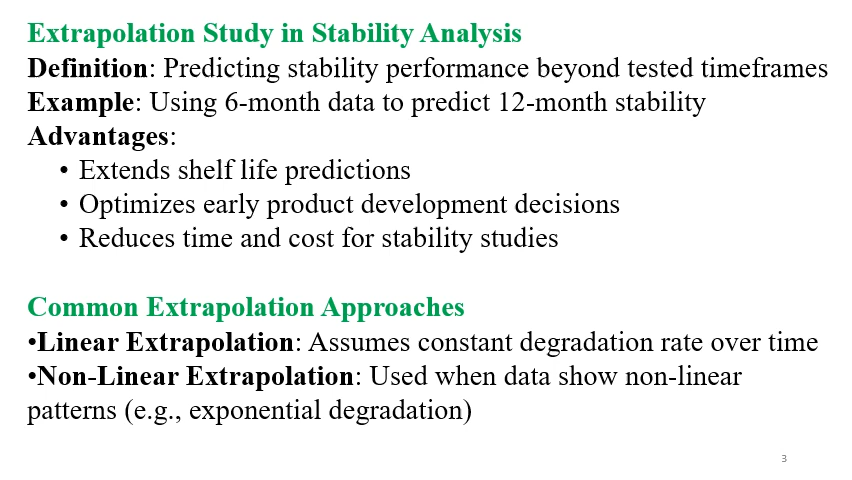 Extrapolation Study in Stability Analysis
Definition: Predicting stability performance beyond tested timeframes
Example: Using 6-month data to predict 12-month stability
Advantages:
• Extends shelf life predictions
• Optimizes early product development decisions
• Reduces time and cost for stability studies
Common Extrapolation Approaches
•Linear Extrapolation: Assumes constant degradation rate over time
•Non-Linear Extrapolation: Used when data show non-linear
patterns (e.g., exponential degradation)
3